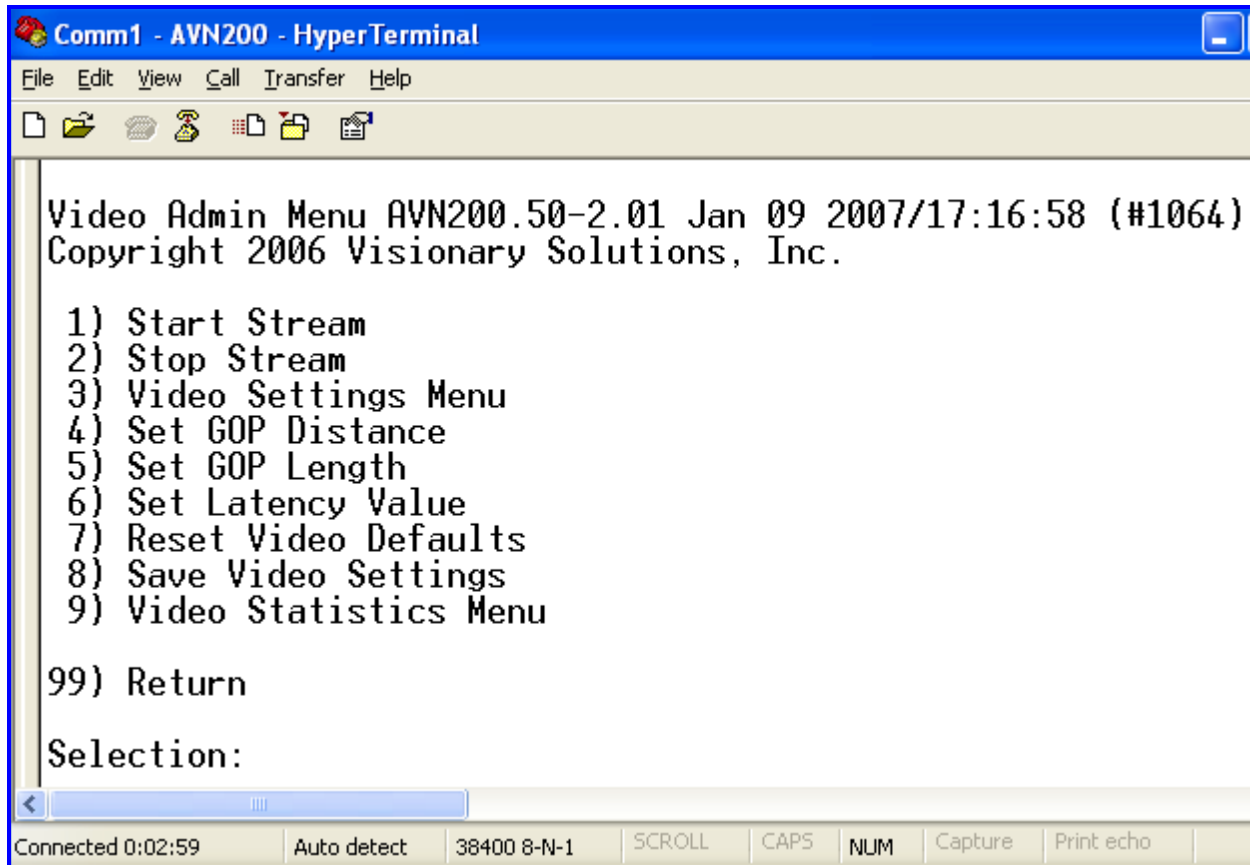 Comm1 - AVN200 - HyperTerminal
File Edit View Call Transfer Help
Video Admin Menu AVN200.50-2.01 Jan 09 2007/17:16:58 (#1064)
Copyright 2006 Visionary Solutions, Inc.
1) Start Stream
2) Stop Stream
3) Video Settings Menu
4) Set GOP Distance
5) Set GOP Length
6) Set Latency Value
7) Reset Video Defaults
8) Save Video Settings
9) Video Statistics Menu
99) Return
Selection:
Connected 0:02:59 Auto detect 38400 8-N-1 SCROLL CAPS NUM Capture Print echo